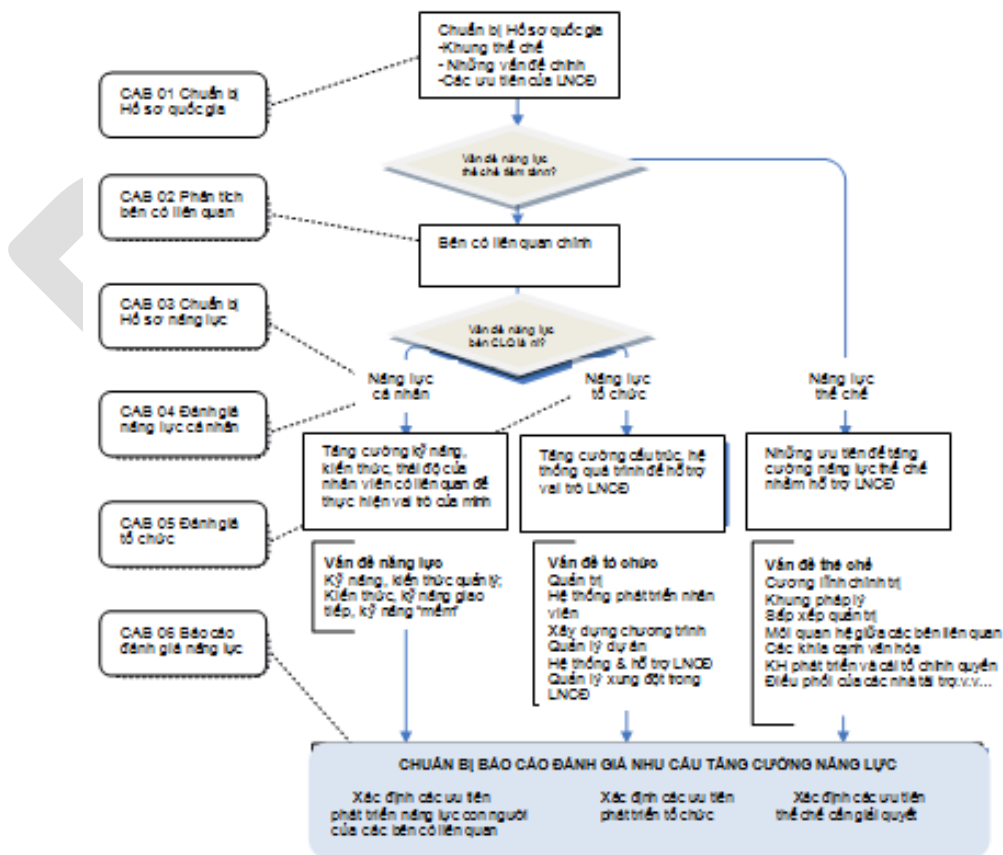 Chuẩn bị Hồ sơ quốc gia
-Khung thể chế
- Những vấn đề chính
-Các ưu tiên của LNCĐ
CAB 01 Chuẩn bị
Hồ sơ quốc gia
Vấn đề năng lực
thể chế tiềm tàng?
CAB 02 Phân tích
bên có liên quan
Bên có liên quan chính
CAB 03 Chuẩn bị
Hồ sơ năng lực
Vấn đề năng lực
bên CLQ là
Năng lực
cá nhân
Năng lực
tổ chức
Năng lực
thể chế
CAB 04 Đánh giá
năng lực cá nhân
Tăng cường kỹ năng,
kiến thức, thái độ của
nhân viên có liên quan để
thực hiện vai trò của mình
Tăng cường cấu trúc, hệ
thống quá trình để hỗ trợ
vai trò LNCĐ
Những ưu tiên để tăng
cường năng lực thể chế
nhằm hỗ trợ LNCĐ
CAB 05 Đánh giá
tổ chức
Vấn đề năng lực
Kỹ năng, kiến thức quản lý;
Kiến thức, kỹ năng giao
tiếp, kỹ năng "mềm"
Vấn đề tổ chức
Quản trị
Hệ thống phát triển nhân
viên
Xây dựng chương trình
Quản lý dự án
Hệ thống & hỗ trợ LNCĐ
Quản lý xung đột trong
LNCĐ
Vấn đề thể chế
Cương lĩnh chính trị
Khung pháp lý
Sắp xếp quản trị
Mối quan hệ giữa các bên liên quan
Các khía cạnh văn hóa
KH phát triển và cải tổ chính quyền
Điều phối của các nhà tài trợ.v.v...
CAB 06 Báo cáo
đánh giá năng lực
CHUẨN BỊ BÁO CÁO ĐÁNH GIÁ NHU CẦU TĂNG CƯỜNG NĂNG LỰC
Xác định các ưu tiên
phát triển năng lực con người
của các bên có liên quan
Xác định các ưu tiên
phát triển tổ chức
Xác định các ưu tiên
thể chế cần giải quyết